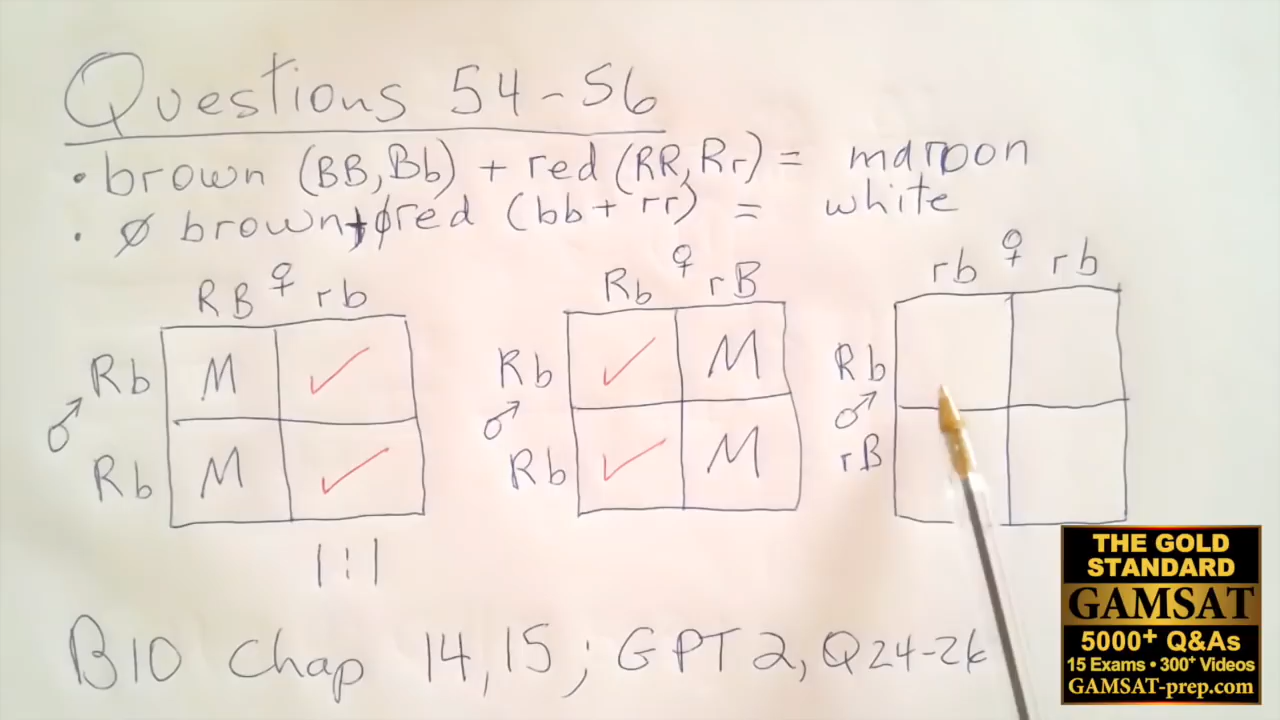 Questions 54-56
• brown (BB, Bb) + red (RR, Rr) = maroon
• ∅ brown + ∅ red (bb + rr) = white
RB ♀ rb
Rb M ✓
♂
Rb M ✓
1:1
Rb ♀ rB
Rb ✓ M
♂
Rb ✓ M
rb ♀ rb
Rb
♂
rB
BIO Chap 14, 15; GPT 2, Q24-26
THE GOLD
STANDARD
GAMSAT
5000+ Q&As
15 Exams • 300+ Videos
GAMSAT-prep.com